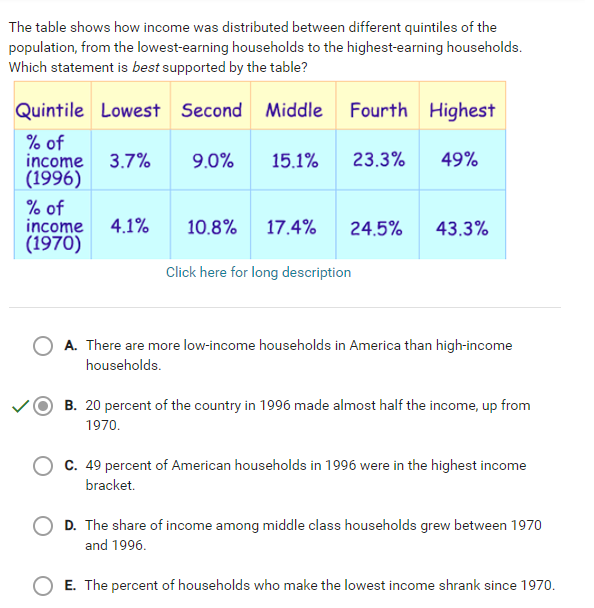 The table shows how income was distributed between different quintiles of the
population, from the lowest-earning households to the highest-earning households.
Which statement is best supported by the table?
Quintile Lowest Second Middle Fourth Highest
% of
income 3.7% 9.0% 15.1% 23.3% 49%
(1996)
% of
income 4.1% 10.8% 17.4% 24.5% 43.3%
(1970)
Click here for long description
A. There are more low-income households in America than high-income
households.
B. 20 percent of the country in 1996 made almost half the income, up from
1970.
C. 49 percent of American households in 1996 were in the highest income
bracket.
D. The share of income among middle class households grew between 1970
and 1996.
E. The percent of households who make the lowest income shrank since 1970.